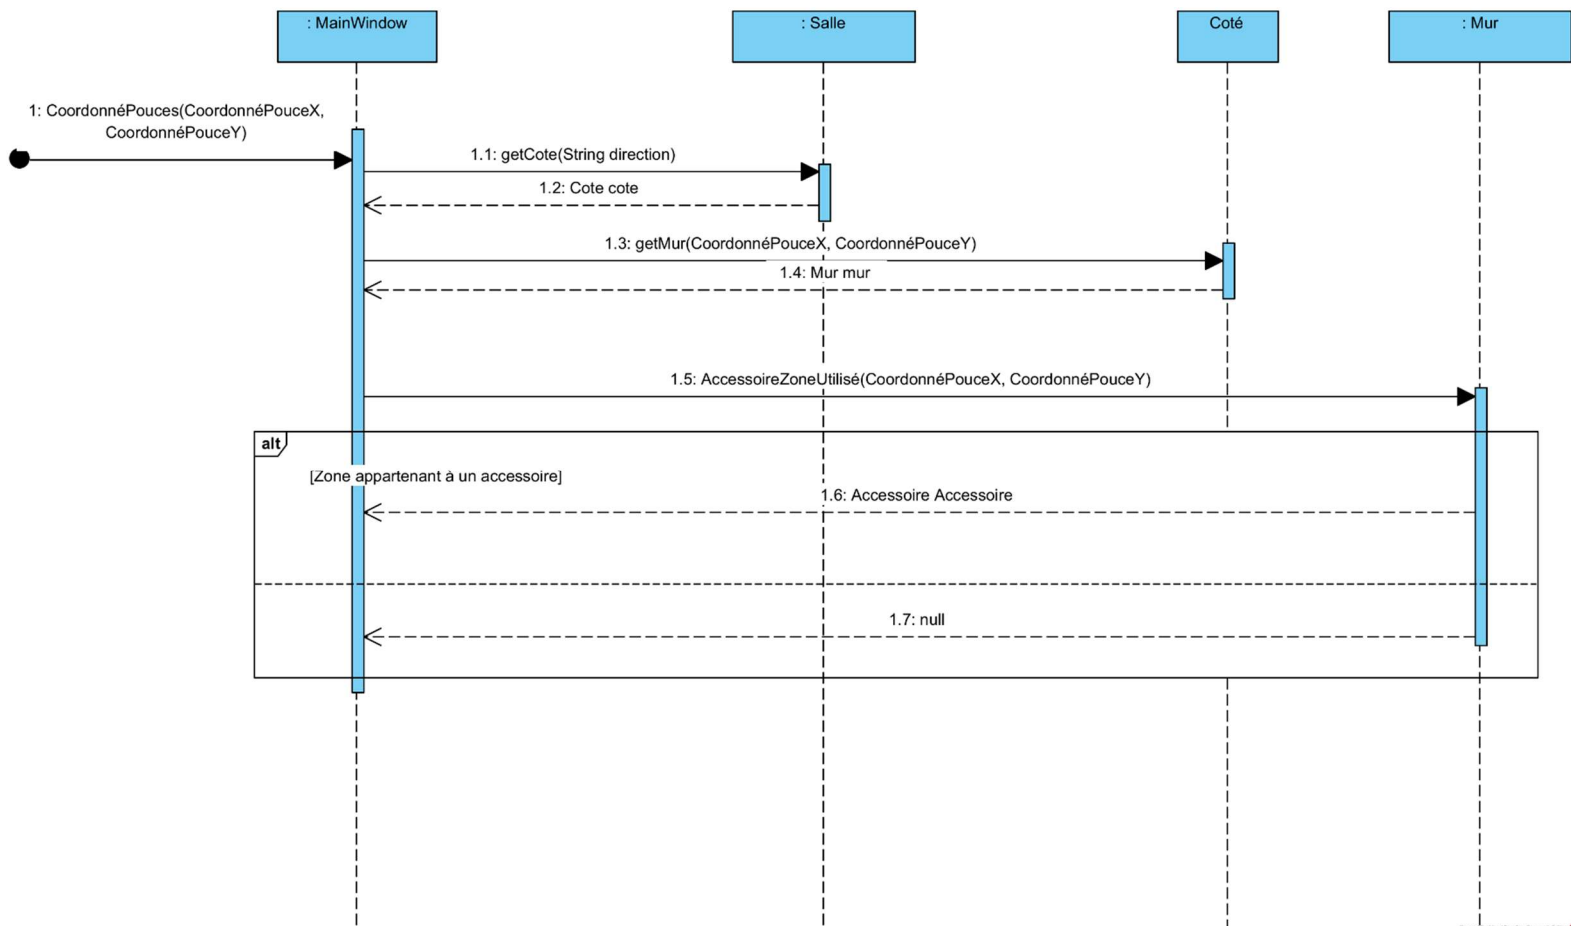 : MainWindow
: Salle
Coté
: Mur
1: CoordonnéPouces(CoordonnéPouceX,
CoordonnéPouceY)
1.1: getCote(String direction)
1.2: Cote cote
1.3: getMur(CoordonnéPouceX, CoordonnéPouceY)
1.4: Mur mur
1.5: AccessoireZoneUtilisé(CoordonnéPouceX, CoordonnéPouceY)
alt
[Zone appartenant à un accessoire]
1.6: Accessoire Accessoire
1.7: null